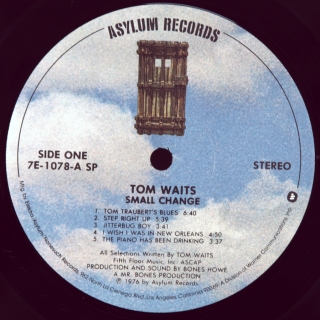 ASYLUM RECORDS
SIDE ONE
7E-1078-A SP
STEREO
TOM WAITS
SMALL CHANGE
1. TOM TRAUBERT'S BLUES 6:40
2. STEP RIGHT UP 5:39
3. JITTERBUG BOY 3:41
4. I WISH I WAS IN NEW ORLEANS 4:50
5. THE PIANO HAS BEEN DRINKING 3:37
All Selections Written By TOM WAITS
Fifth Floor Music, Inc. ASCAP
PRODUCTION AND SOUND BY BONES HOWE
A MR. BONES PRODUCTION
℗ 1976 by Asylum Records